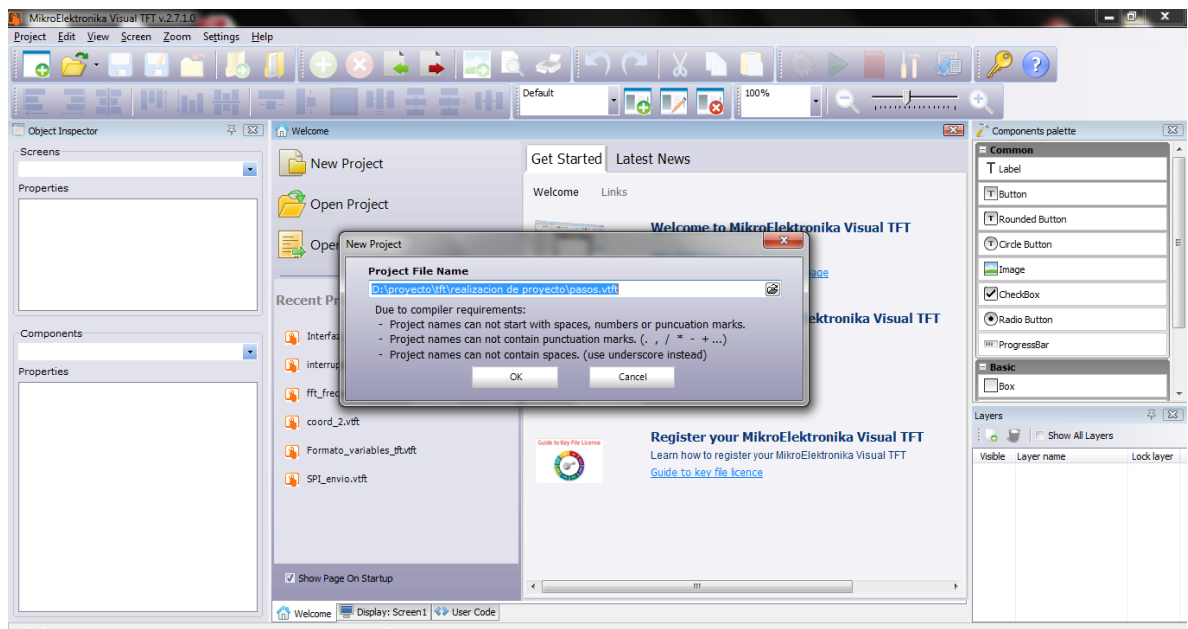 MikroElektronika Visual TFT v.2.7.1.0
Project Edit View Screen Zoom Settings Help
Default
100%
Object Inspector
Screens
Properties
Components
Properties
Welcome
New Project
Open Project
Open
Recent Pr
Interfa
interrup
fft_frec
coord_2.vtft
Formato_variables_tft.vtft
SPI_envio.vtft
Show Page On Startup
Get Started Latest News
Welcome Links
Welcome to MikroElektronika Visual TFT
age
ektronika Visual TFT
Guide to Key File License
Register your MikroElektronika Visual TFT
Learn how to register your MikroElektronika Visual TFT
Guide to key file licence
New Project
Project File Name
D:\proyecto\tft\realizacion de proyecto\pasos.vtft
Due to compiler requirements:
- Project names can not start with spaces, numbers or puncuation marks.
- Project names can not contain punctuation marks. (. , / * - + ...)
- Project names can not contain spaces. (use underscore instead)
OK Cancel
Welcome Display: Screen1 User Code
Components palette
Common
Label
Button
Rounded Button
Circle Button
Image
CheckBox
Radio Button
ProgressBar
Basic
Box
Layers
Show All Layers
Visible Layer name Lock layer